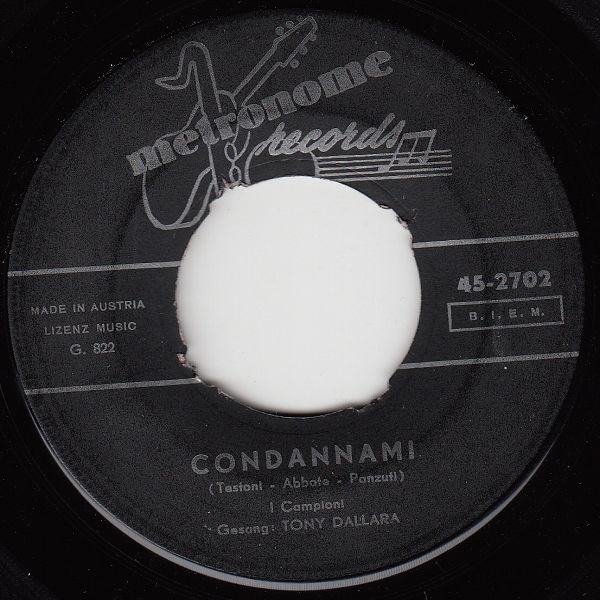 metronome
records
45-2702
B. I. E. M.
MADE IN AUSTRIA
LIZENZ MUSIC
G. 822
CONDANNAMI
(Testoni - Abbate - Panzuti)
I Campioni
Gesang: TONY DALLARA